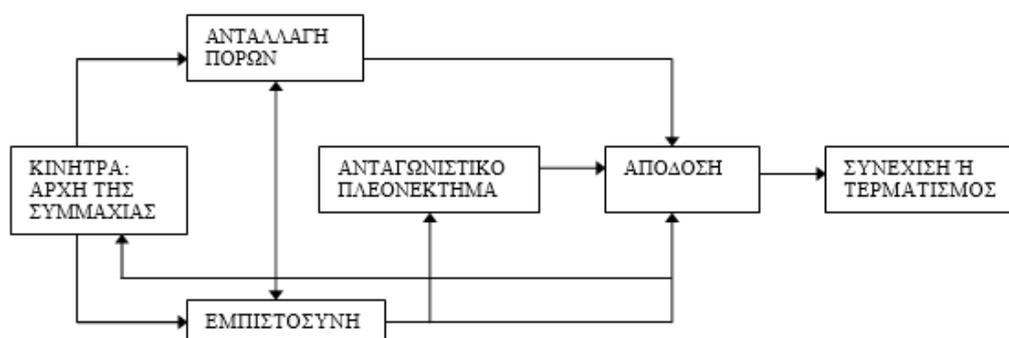 ΑΝΤΑΛΛΑΓΗ
ΠΟΡΩΝ
ΚΙΝΗΤΡΑ:
ΑΡΧΗ ΤΗΣ
ΣΥΜΜΑΧΙΑΣ
ΑΝΤΑΓΩΝΙΣΤΙΚΟ
ΠΛΕΟΝΕΚΤΗΜΑ
ΑΠΟΔΟΣΗ
ΣΥΝΕΧΙΣΗ Ή
ΤΕΡΜΑΤΙΣΜΟΣ
ΕΜΠΙΣΤΟΣΥΝΗ